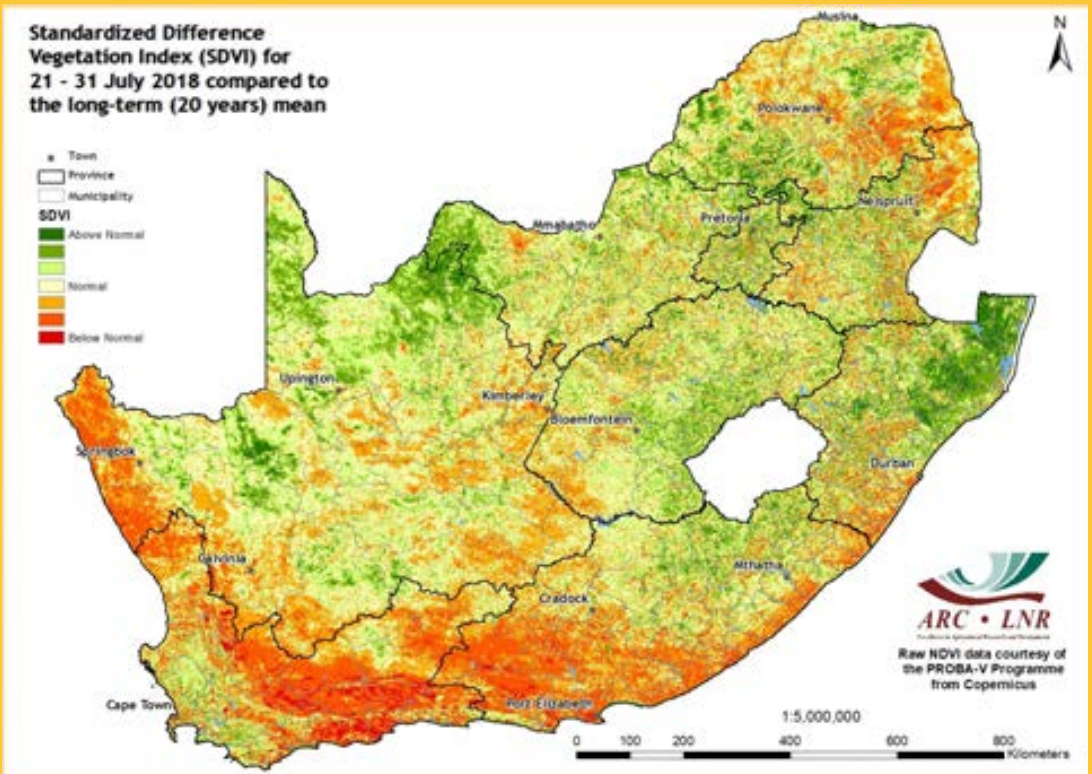 Standardized Difference
Vegetation Index (SDVI) for
21 - 31 July 2018 compared to
the long-term (20 years) mean
N
Town
Province
Municipality
SDVI
Above Normal
Normal
Below Normal
Musina
Polokwane
Nelspruit
Pretoria
Mmabatho
Upington
Kimberley
Bloemfontein
Springbok
Durban
Calvinia
Mthatha
Cradock
Cape Town
Port Elizabeth
ARC • LNR
Raw NDVI data courtesy of
the PROBA-V Programme
from Copernicus
1:5,000,000
0 100 200 400 600 800
Kilometers